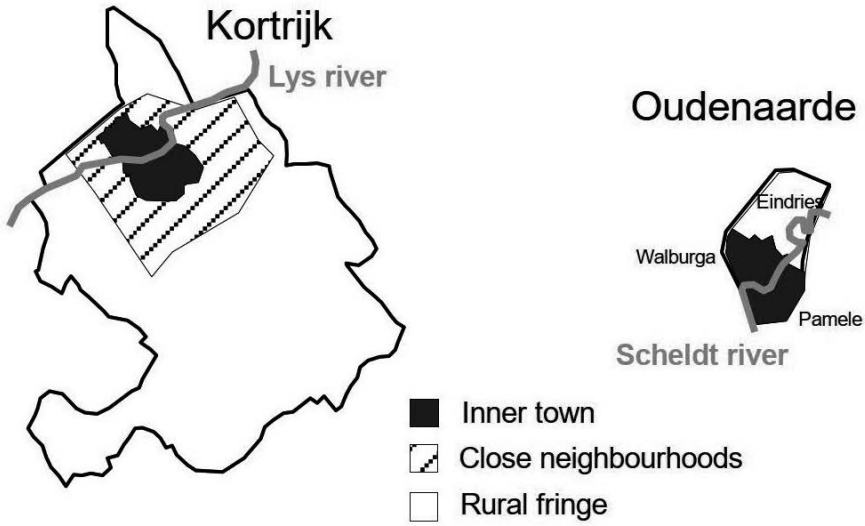 Kortrijk
Lys river
Oudenaarde
Eindries
Walburga
Pamele
Scheldt river
Inner town
Close neighbourhoods
Rural fringe